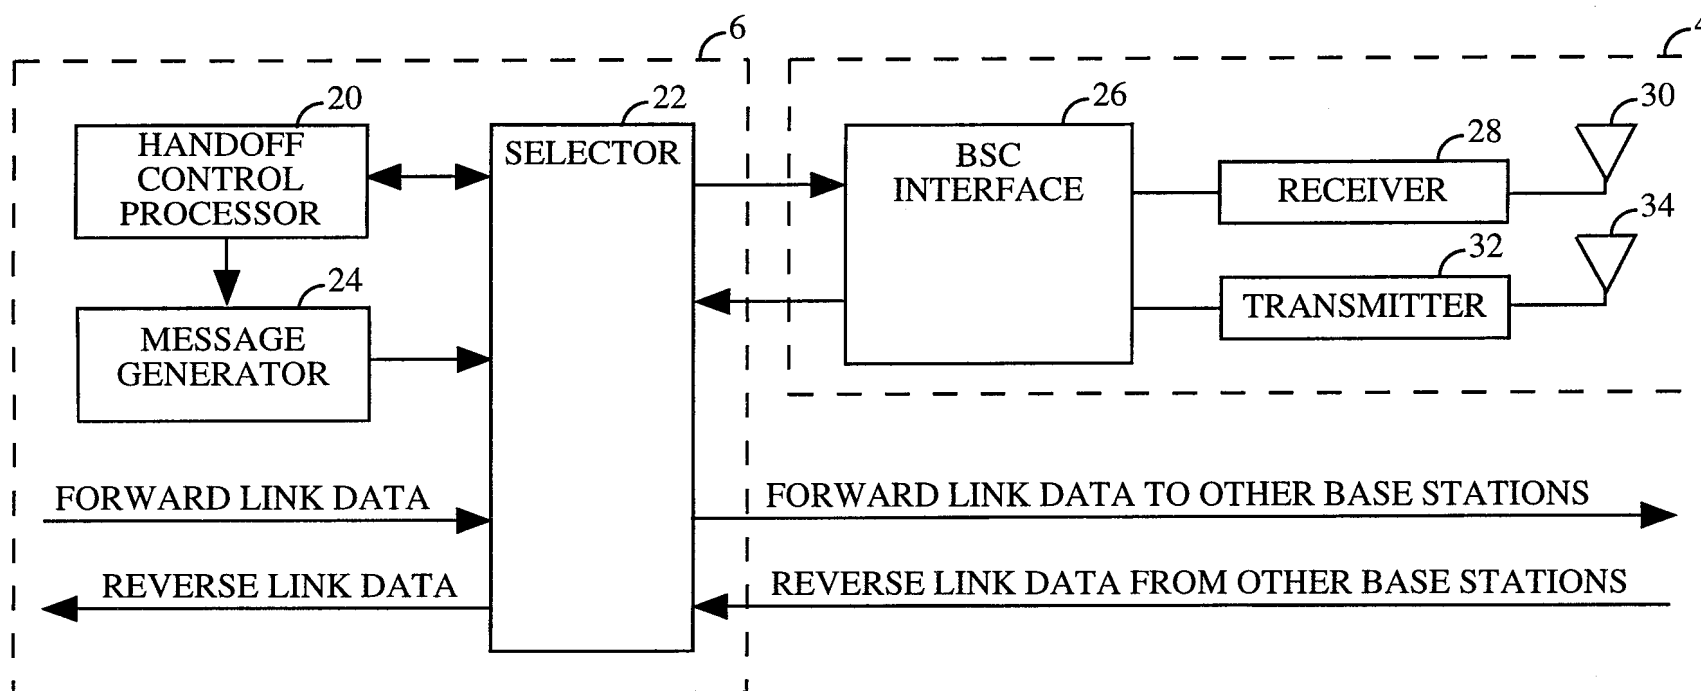 6
4
20
HANDOFF
CONTROL
PROCESSOR
22
SELECTOR
26
BSC
INTERFACE
28
RECEIVER
30
34
32
TRANSMITTER
24
MESSAGE
GENERATOR
FORWARD LINK DATA
FORWARD LINK DATA TO OTHER BASE STATIONS
REVERSE LINK DATA
REVERSE LINK DATA FROM OTHER BASE STATIONS